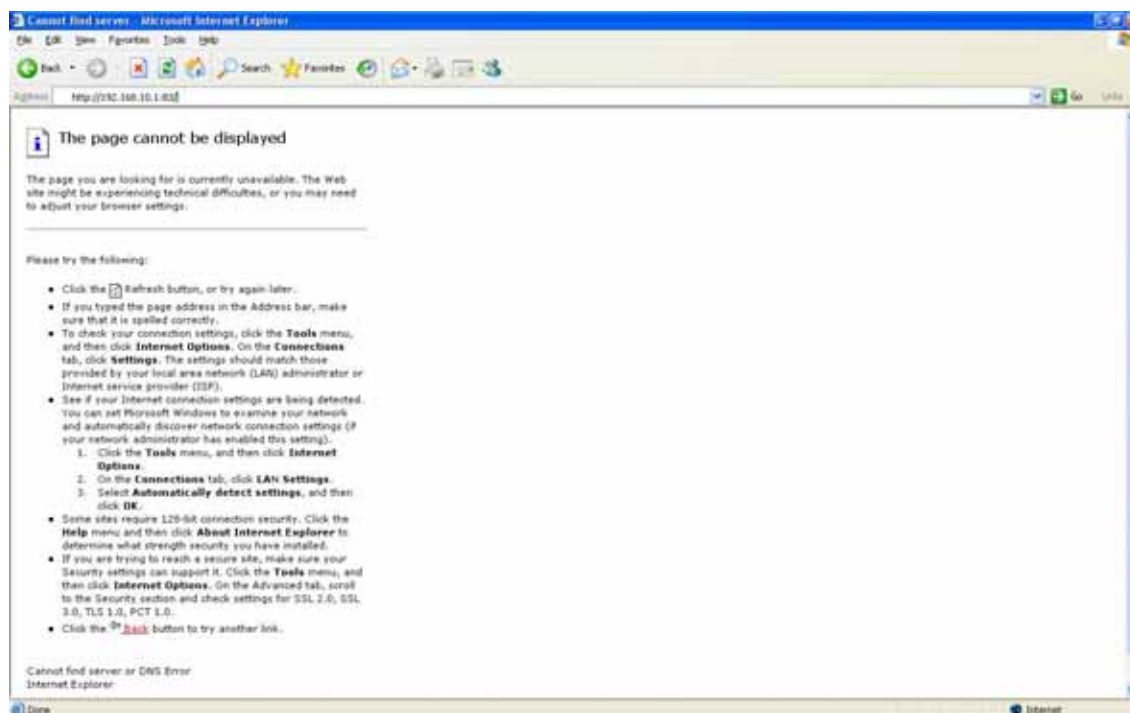 Cannot find server - Microsoft Internet Explorer
File Edit View Favorites Tools Help
Back Search Favorites
Address Go Links
The page cannot be displayed
The page you are looking for is currently unavailable. The Web
site might be experiencing technical difficulties, or you may need
to adjust your browser settings.
Please try the following:
Click the Refresh button, or try again later.
If you typed the page address in the Address bar, make
sure that it is spelled correctly.
To check your connection settings, click the Tools menu,
and then click Internet Options. On the Connections
tab, click Settings. The settings should match those
provided by your local area network (LAN) administrator or
Internet service provider (ISP).
See if your Internet connection settings are being detected.
You can set Microsoft Windows to examine your network
and automatically discover network connection settings (if
your network administrator has enabled this setting).
1. Click the Tools menu, and then click Internet
Options.
2. On the Connections tab, click LAN Settings.
3. Select Automatically detect settings, and then
click OK.
Some sites require 128-bit connection security. Click the
Help menu and then click About Internet Explorer to
determine what strength security you have installed.
If you are trying to reach a secure site, make sure your
Security settings can support it. Click the Tools menu, and
then click Internet Options. On the Advanced tab, scroll
to the Security section and check settings for SSL 2.0, SSL
3.0, TLS 1.0, PCT 1.0.
Click the Back button to try another link.
Cannot find server or DNS Error
Internet Explorer
Done Internet